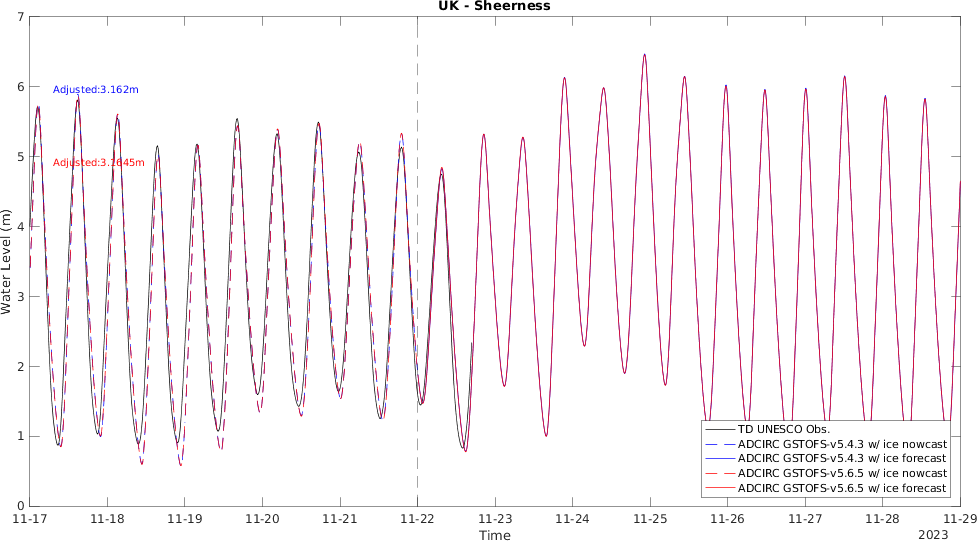 UK - Sheerness
7
6
5
4
3
2
1
0
Water Level (m)
Adjusted:3.162m
Adjusted:3.1645m
TD UNESCO Obs.
ADCIRC GSTOFS-v5.4.3 w/ ice nowcast
ADCIRC GSTOFS-v5.4.3 w/ ice forecast
ADCIRC GSTOFS-v5.6.5 w/ ice nowcast
ADCIRC GSTOFS-v5.6.5 w/ ice forecast
11-17 11-18 11-19 11-20 11-21 11-22 11-23 11-24 11-25 11-26 11-27 11-28 11-29
Time
2023